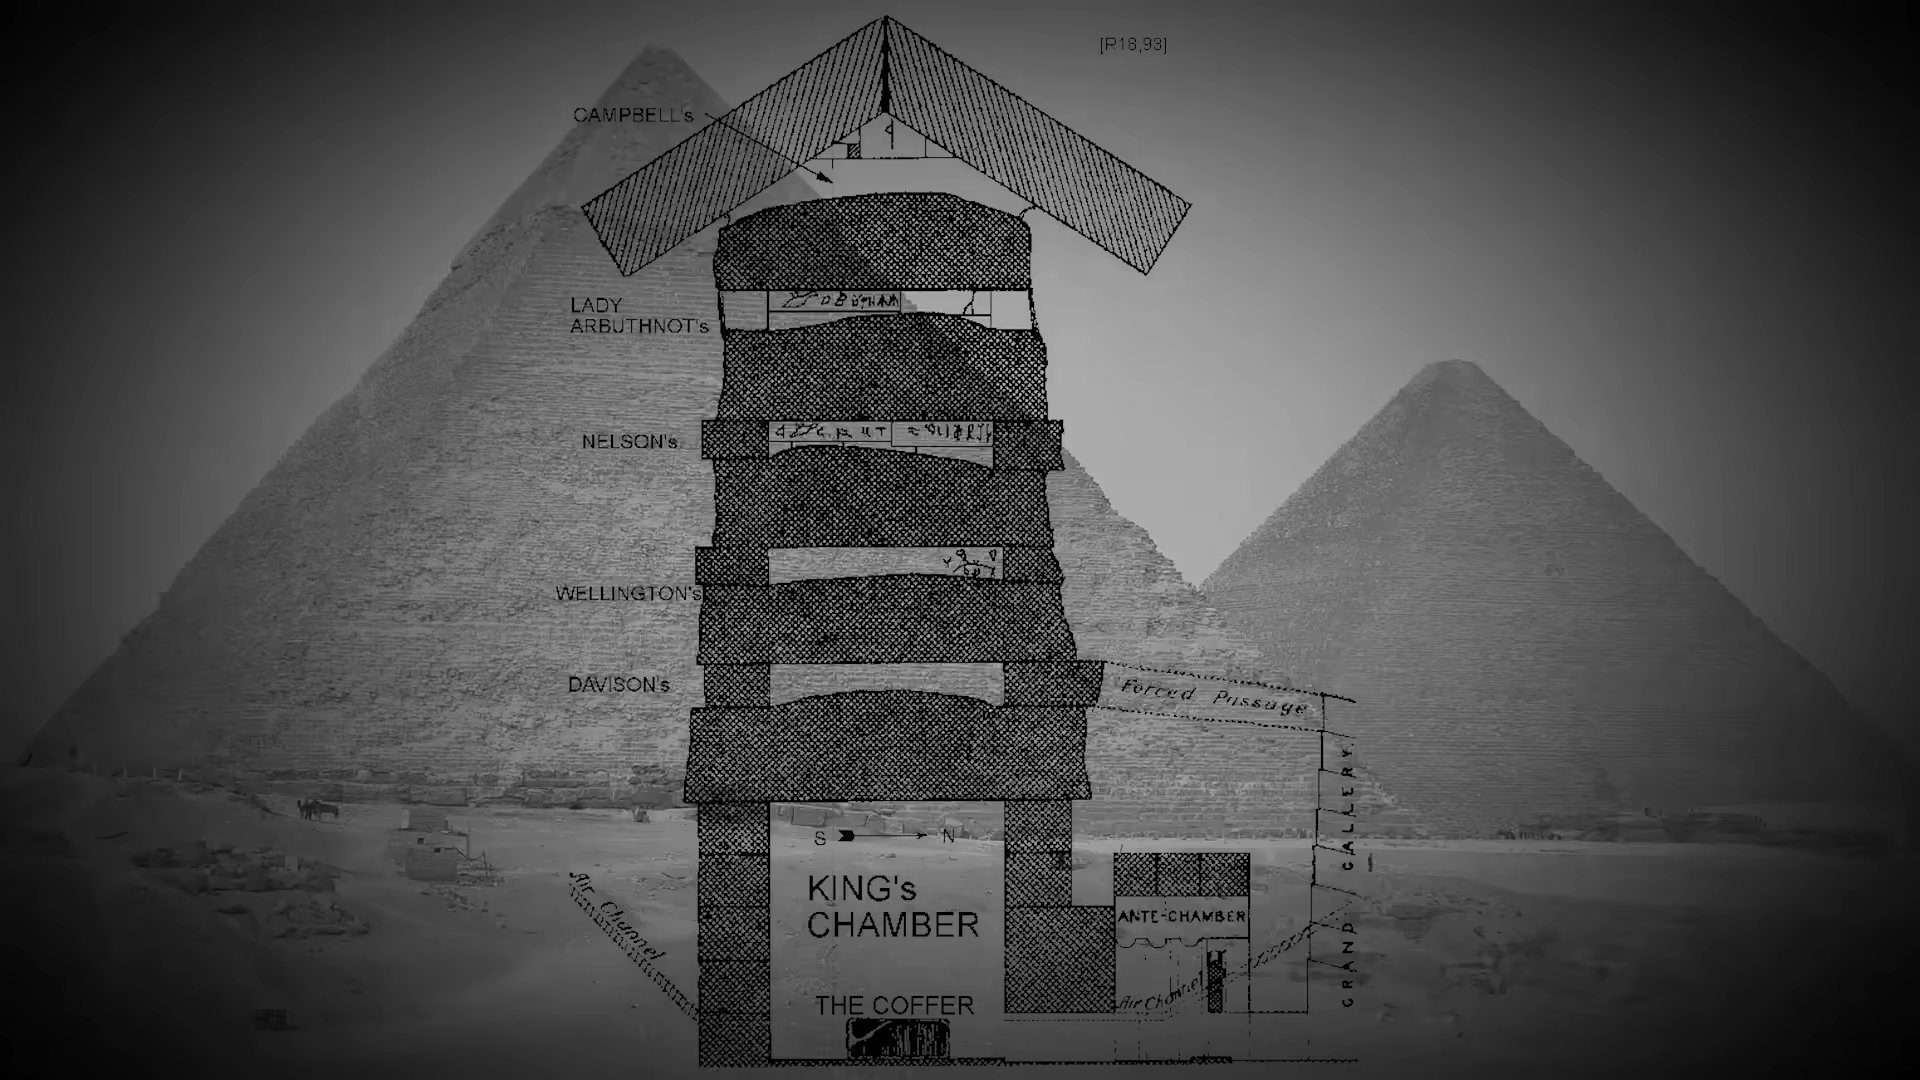 [R18,93]
CAMPBELL's
LADY
ARBUTHNOT's
NELSON's
WELLINGTON's
DAVISON's
Forced Passage
S N
KING's
CHAMBER
ANTE-CHAMBER
GRAND GALLERY
Air Channel
Air Channel
THE COFFER